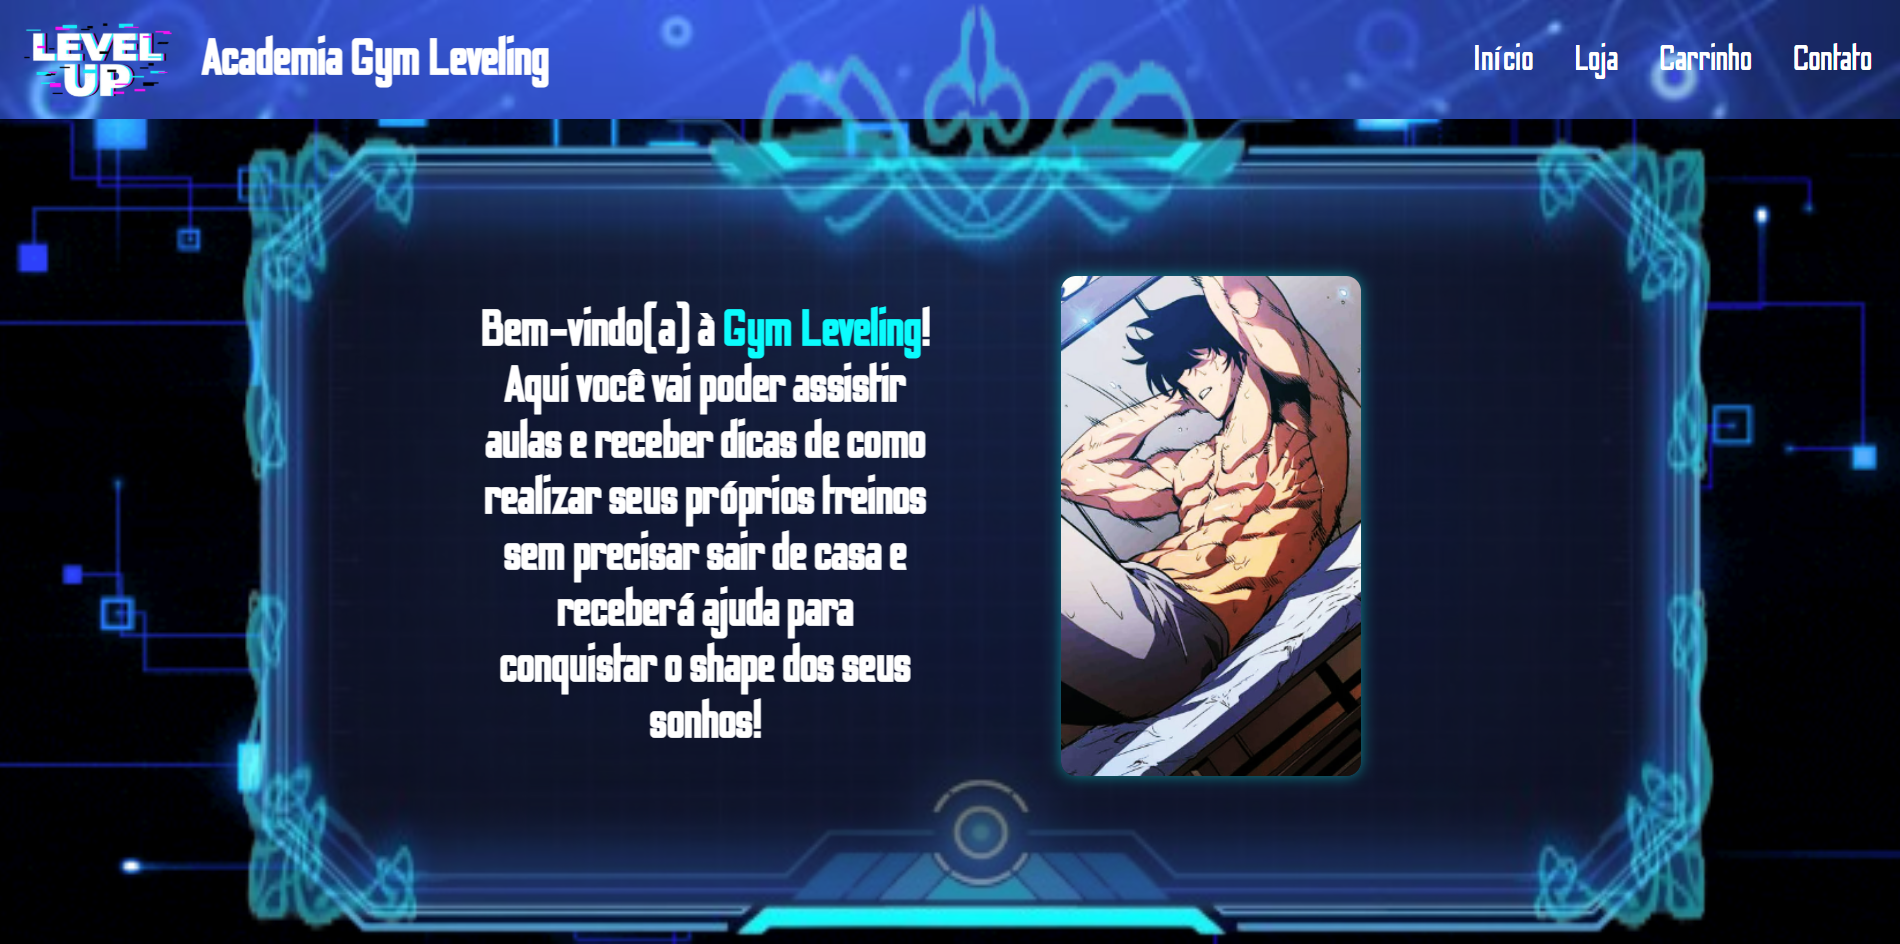 LEVEL
UP
Academia Gym Leveling
Início
Loja
Carrinho
Contato
Bem-vindo(a) à Gym Leveling!
Aqui você vai poder assistir
aulas e receber dicas de como
realizar seus próprios treinos
sem precisar sair de casa e
receberá ajuda para
conquistar o shape dos seus
sonhos!